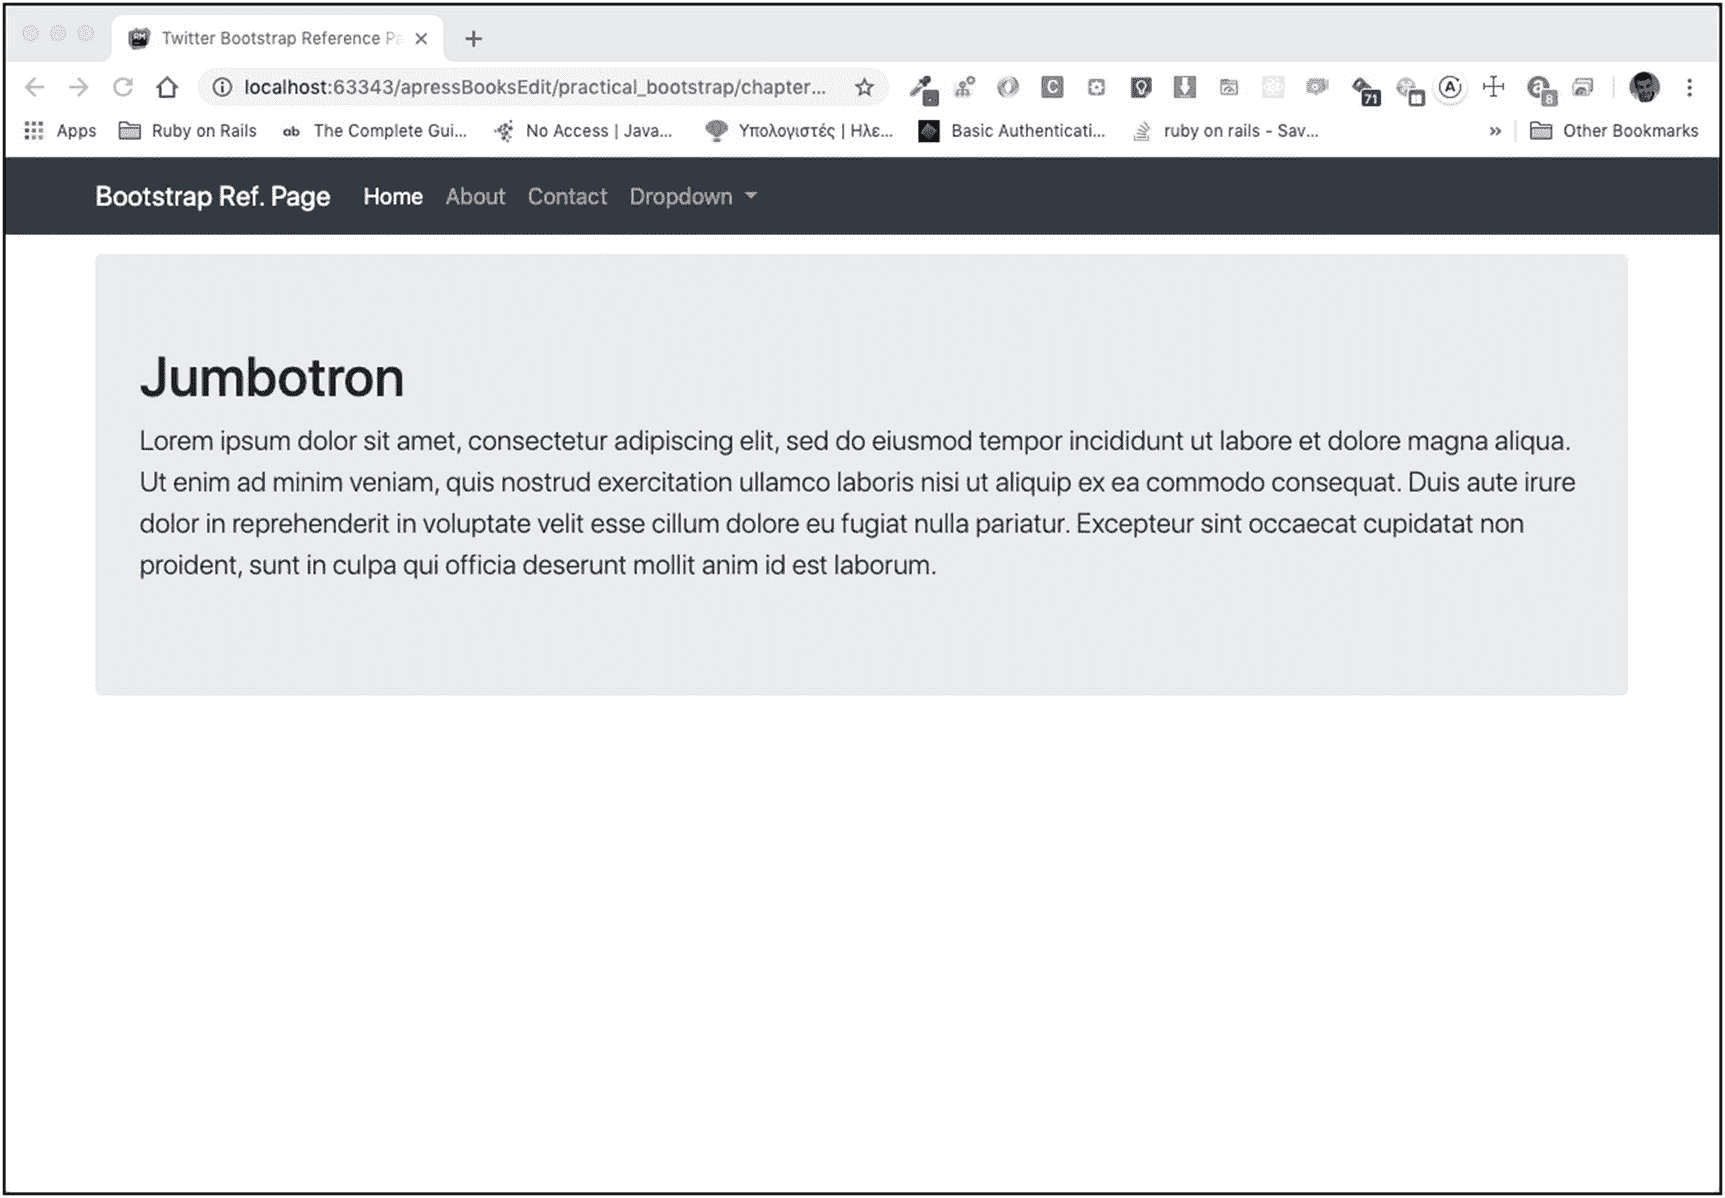 Twitter Bootstrap Reference Pa
localhost:63343/apressBooksEdit/practical_bootstrap/chapter...
C
71
A
a
8
Apps
Ruby on Rails
ab
The Complete Gui...
No Access | Java...
Υπολογιστές | Ηλε...
Basic Authenticati...
ruby on rails - Sav...
»
Other Bookmarks
Bootstrap Ref. Page
Home
About
Contact
Dropdown
Jumbotron
Lorem ipsum dolor sit amet, consectetur adipiscing elit, sed do eiusmod tempor incididunt ut labore et dolore magna aliqua.
Ut enim ad minim veniam, quis nostrud exercitation ullamco laboris nisi ut aliquip ex ea commodo consequat. Duis aute irure
dolor in reprehenderit in voluptate velit esse cillum dolore eu fugiat nulla pariatur. Excepteur sint occaecat cupidatat non
proident, sunt in culpa qui officia deserunt mollit anim id est laborum.